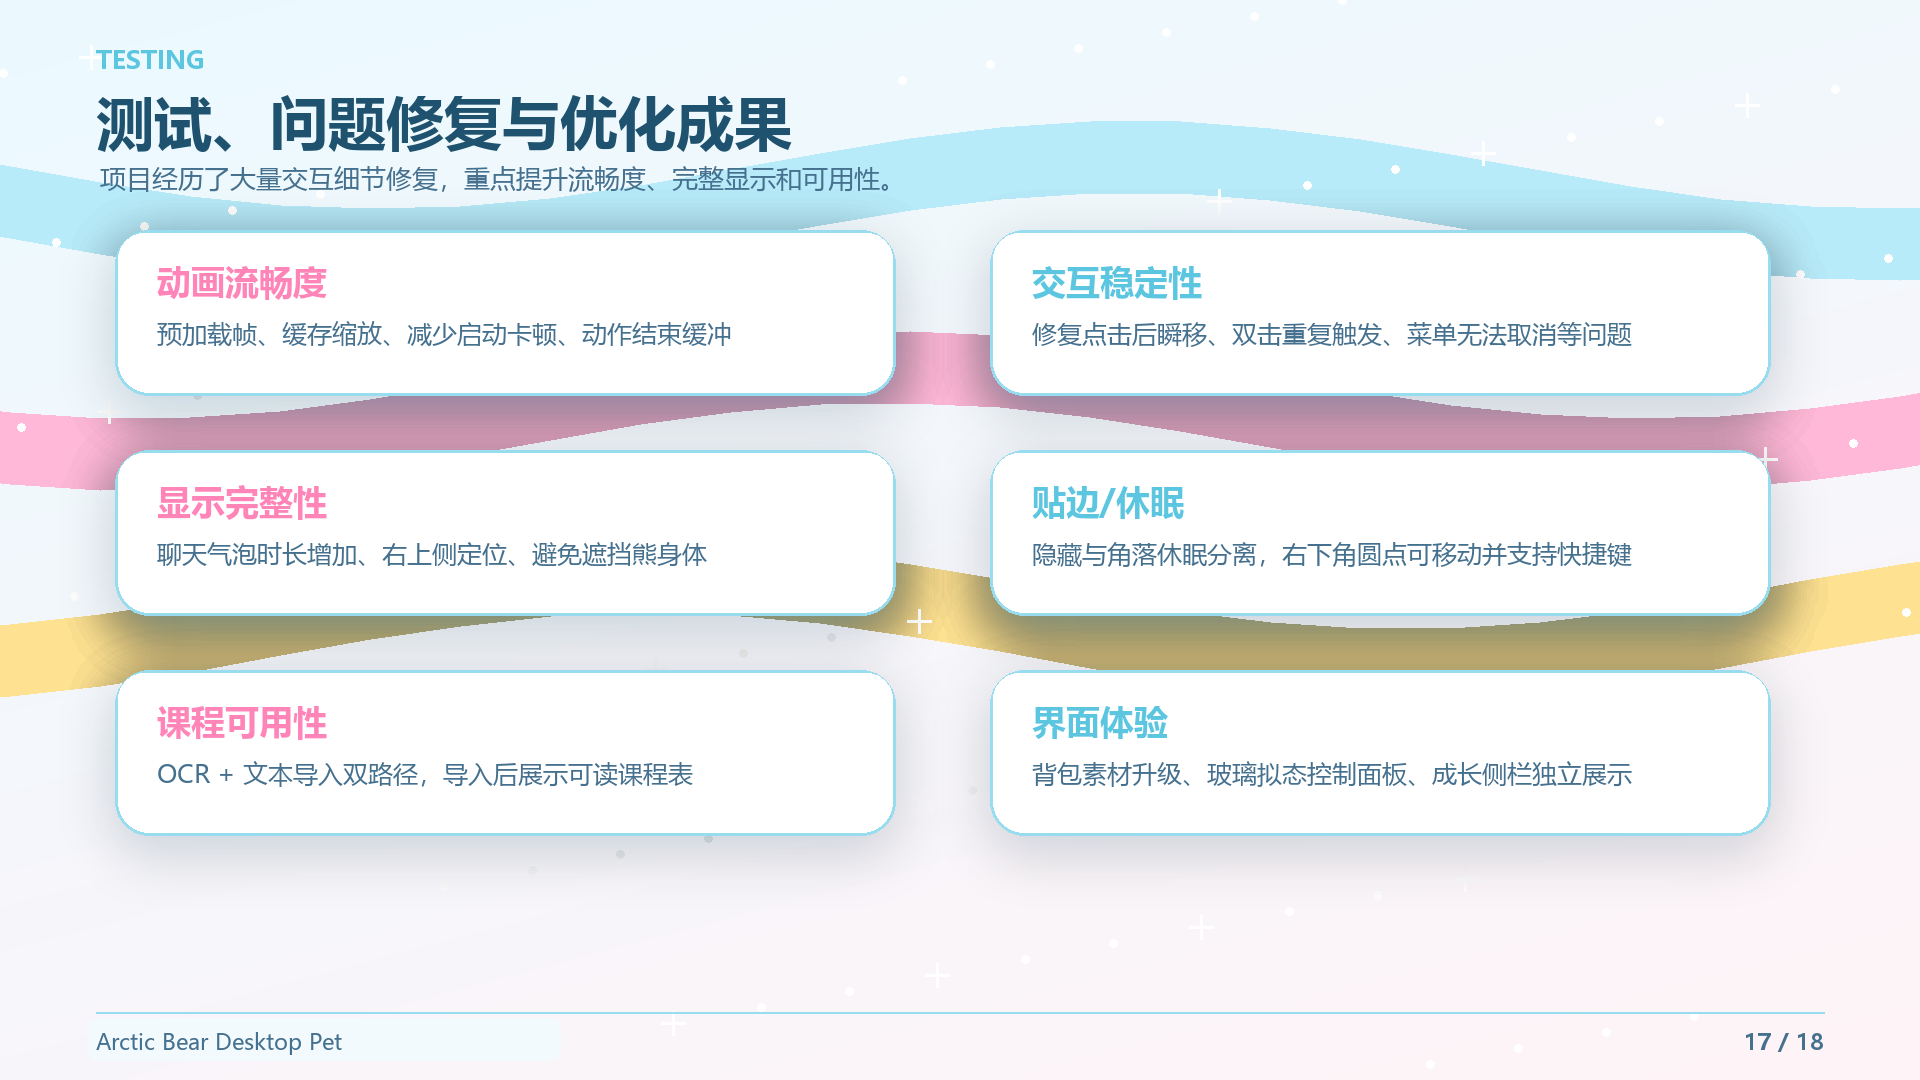 TESTING
测试、问题修复与优化成果
项目经历了大量交互细节修复，重点提升流畅度、完整显示和可用性。
动画流畅度
预加载帧、缓存缩放、减少启动卡顿、动作结束缓冲
交互稳定性
修复点击后瞬移、双击重复触发、菜单无法取消等问题
显示完整性
聊天气泡时长增加、右上侧定位、避免遮挡熊身体
贴边/休眠
隐藏与角落休眠分离，右下角圆点可移动并支持快捷键
课程可用性
OCR + 文本导入双路径，导入后展示可读课程表
界面体验
背包素材升级、玻璃拟态控制面板、成长侧栏独立展示
Arctic Bear Desktop Pet
17 / 18